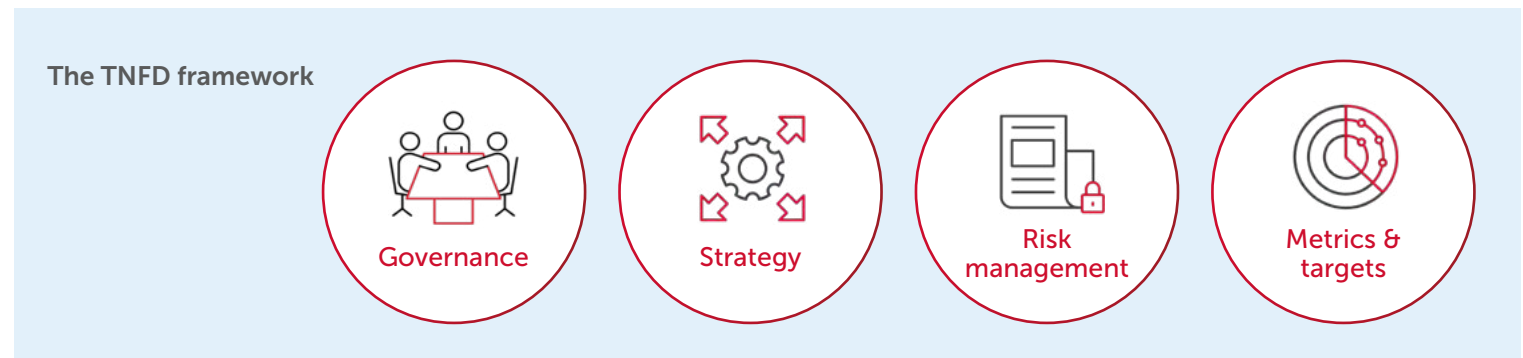 The TNFD framework
Governance
Strategy
Risk
management
Metrics &
targets